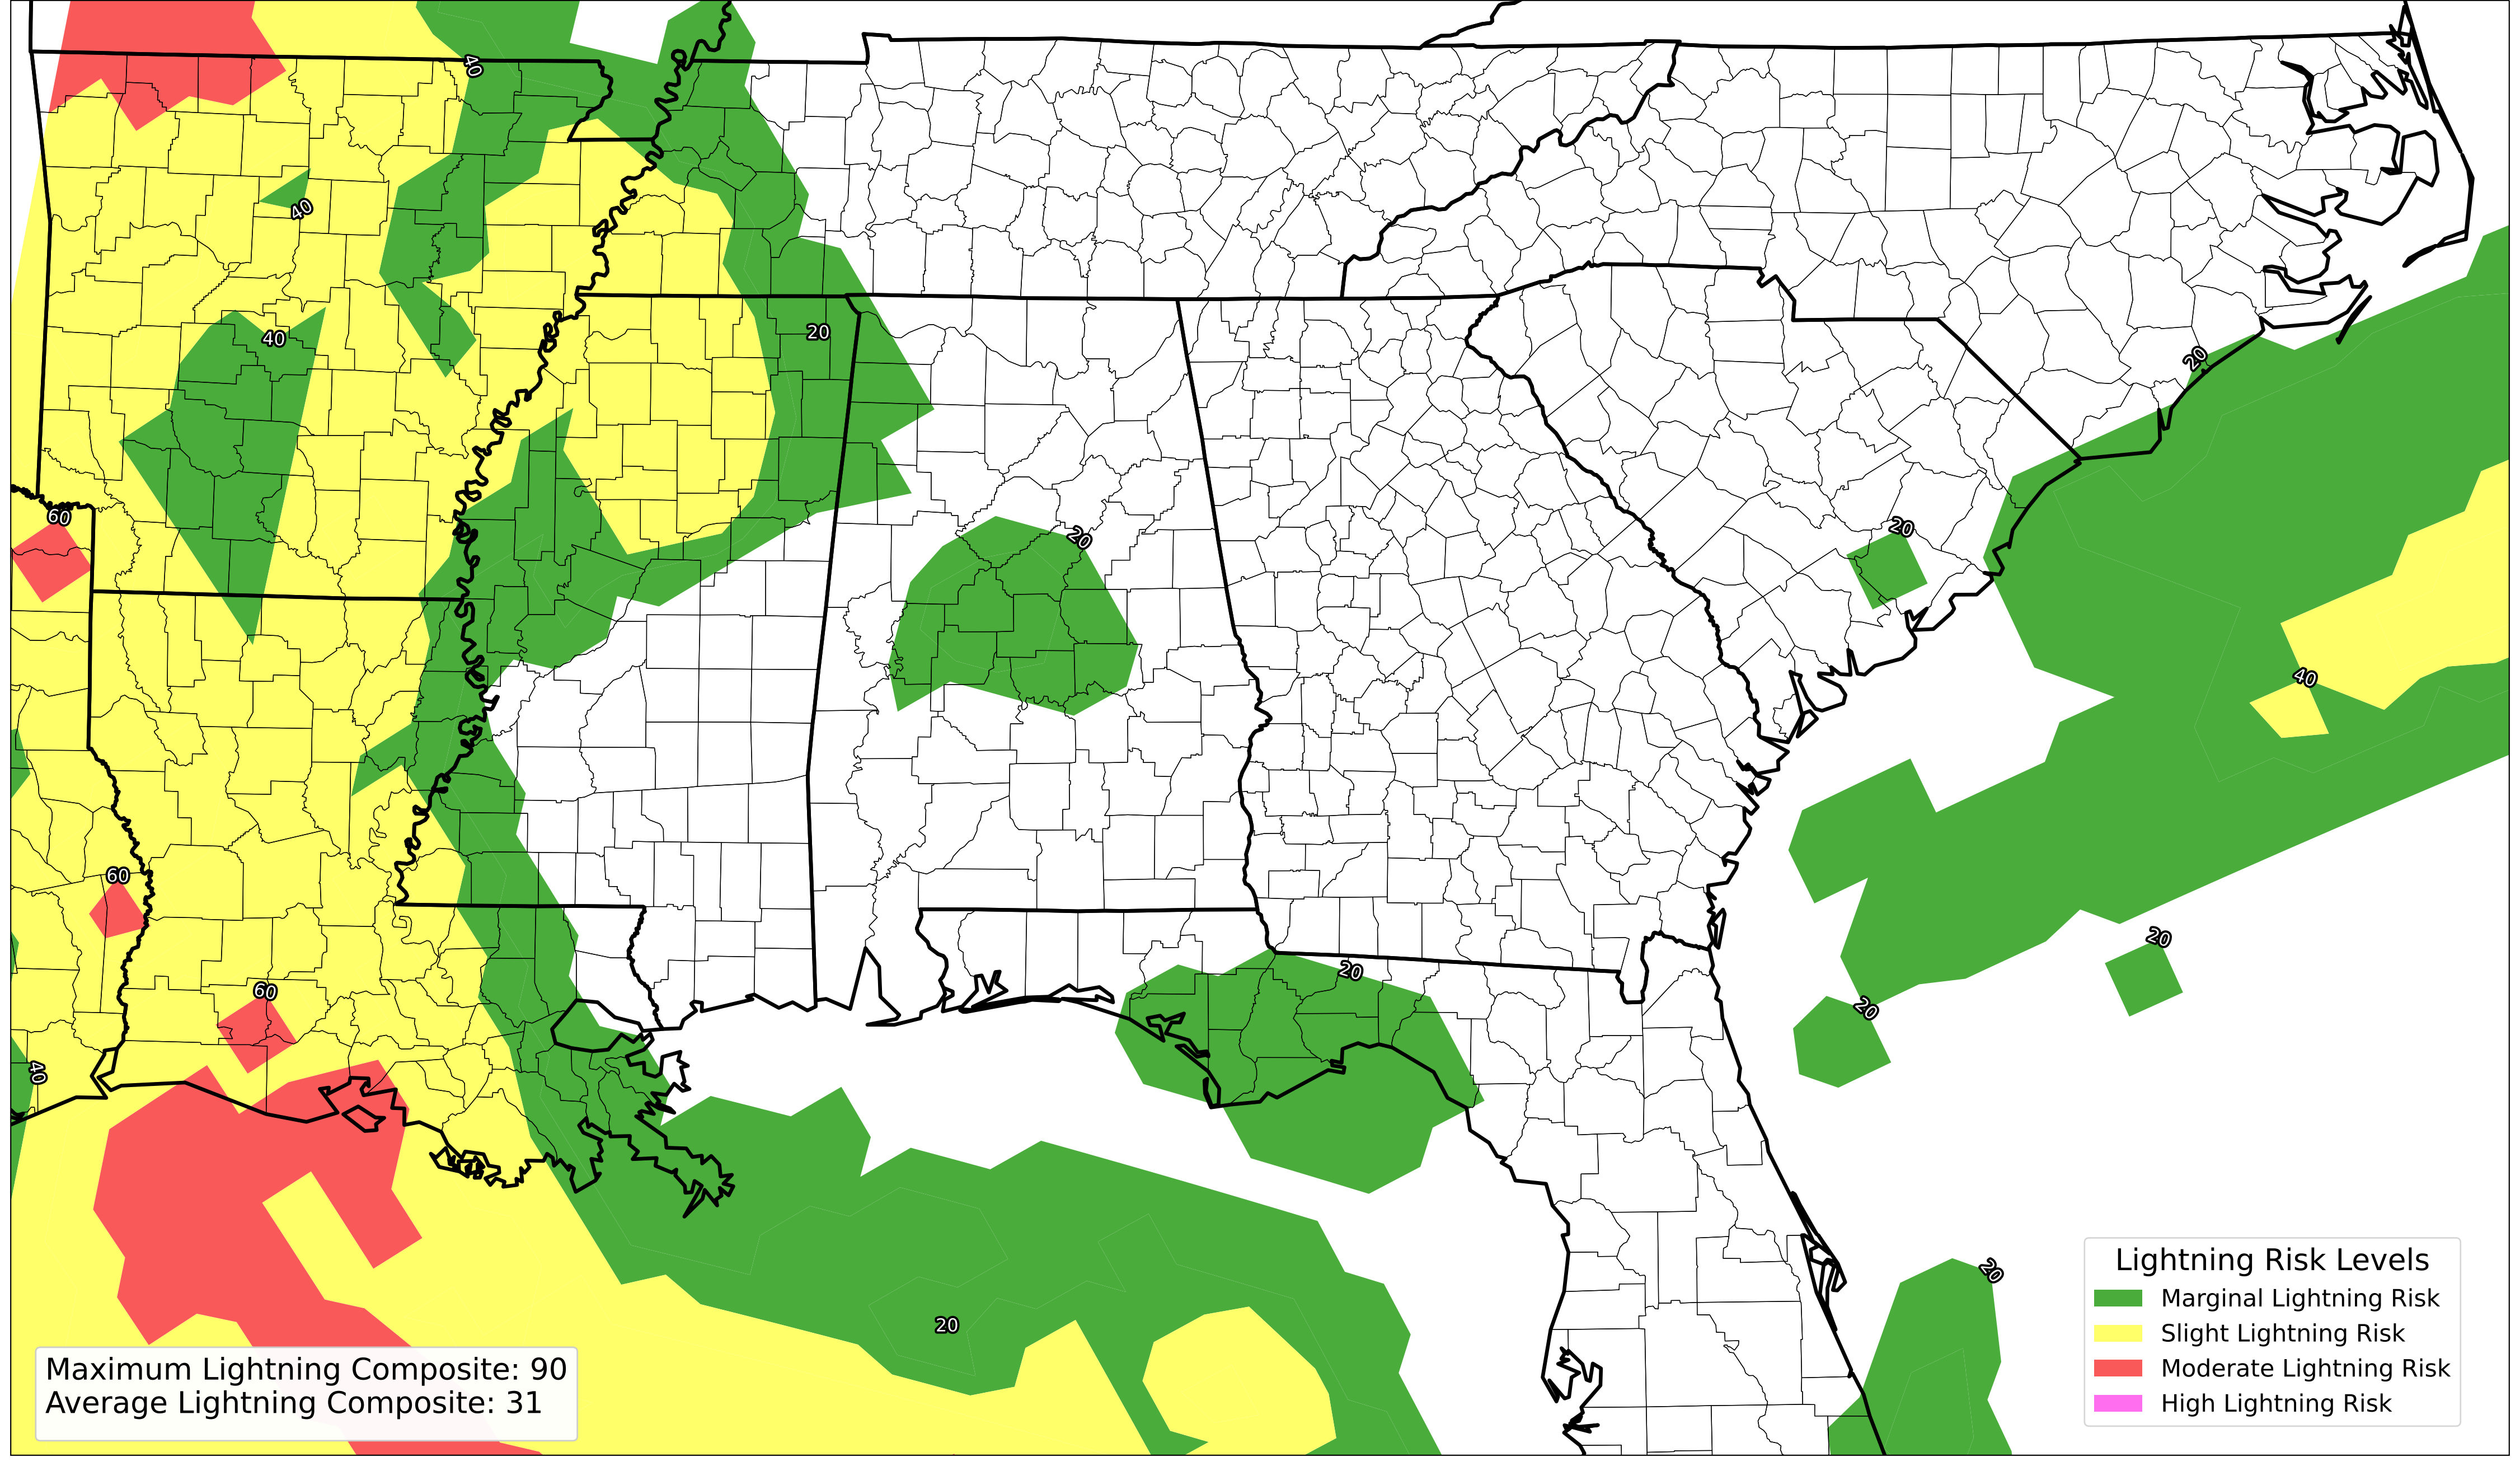 40
40
40
20
20
60
20
20
40
60
20
20
60
20
40
20
20
Lightning Risk Levels
Marginal Lightning Risk
Slight Lightning Risk
Moderate Lightning Risk
High Lightning Risk
Maximum Lightning Composite: 90
Average Lightning Composite: 31